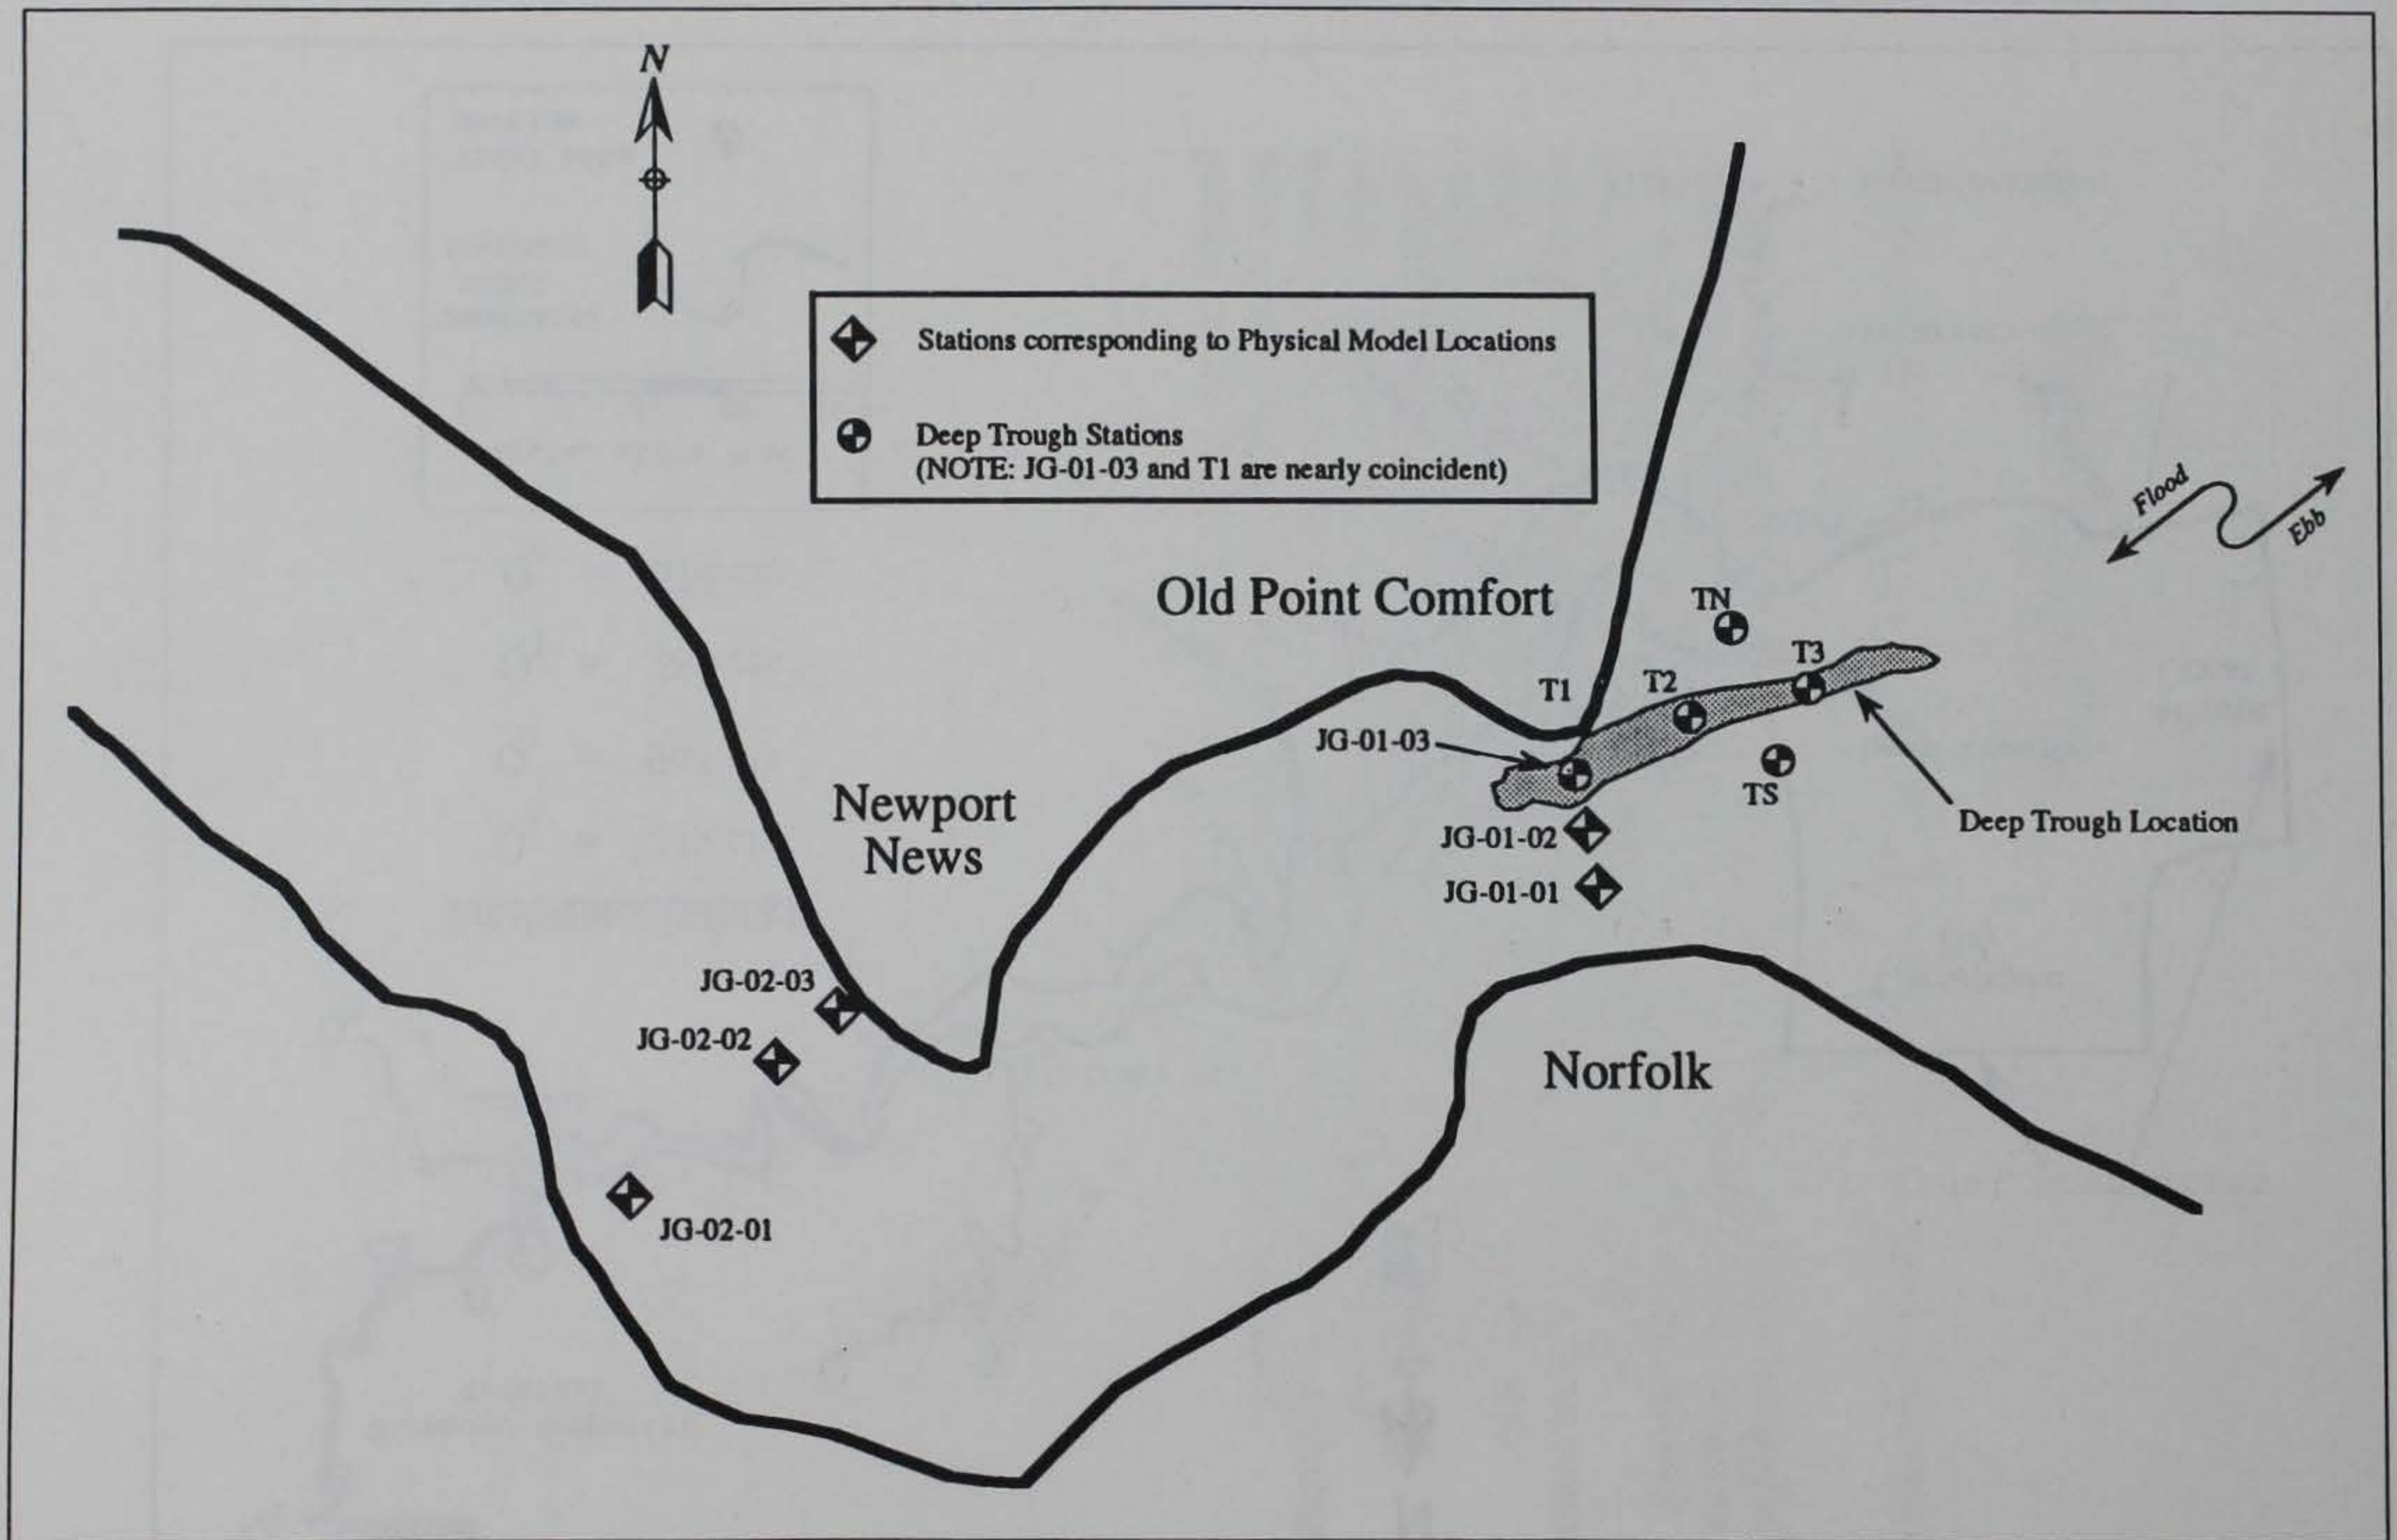 N
Stations corresponding to Physical Model Locations
Deep Trough Stations
(NOTE: JG-01-03 and T1 are nearly coincident)
Flood
Ebb
Old Point Comfort
TN
T3
T2
T1
JG-01-03
TS
Deep Trough Location
Newport
News
JG-01-02
JG-01-01
JG-02-03
JG-02-02
Norfolk
JG-02-01